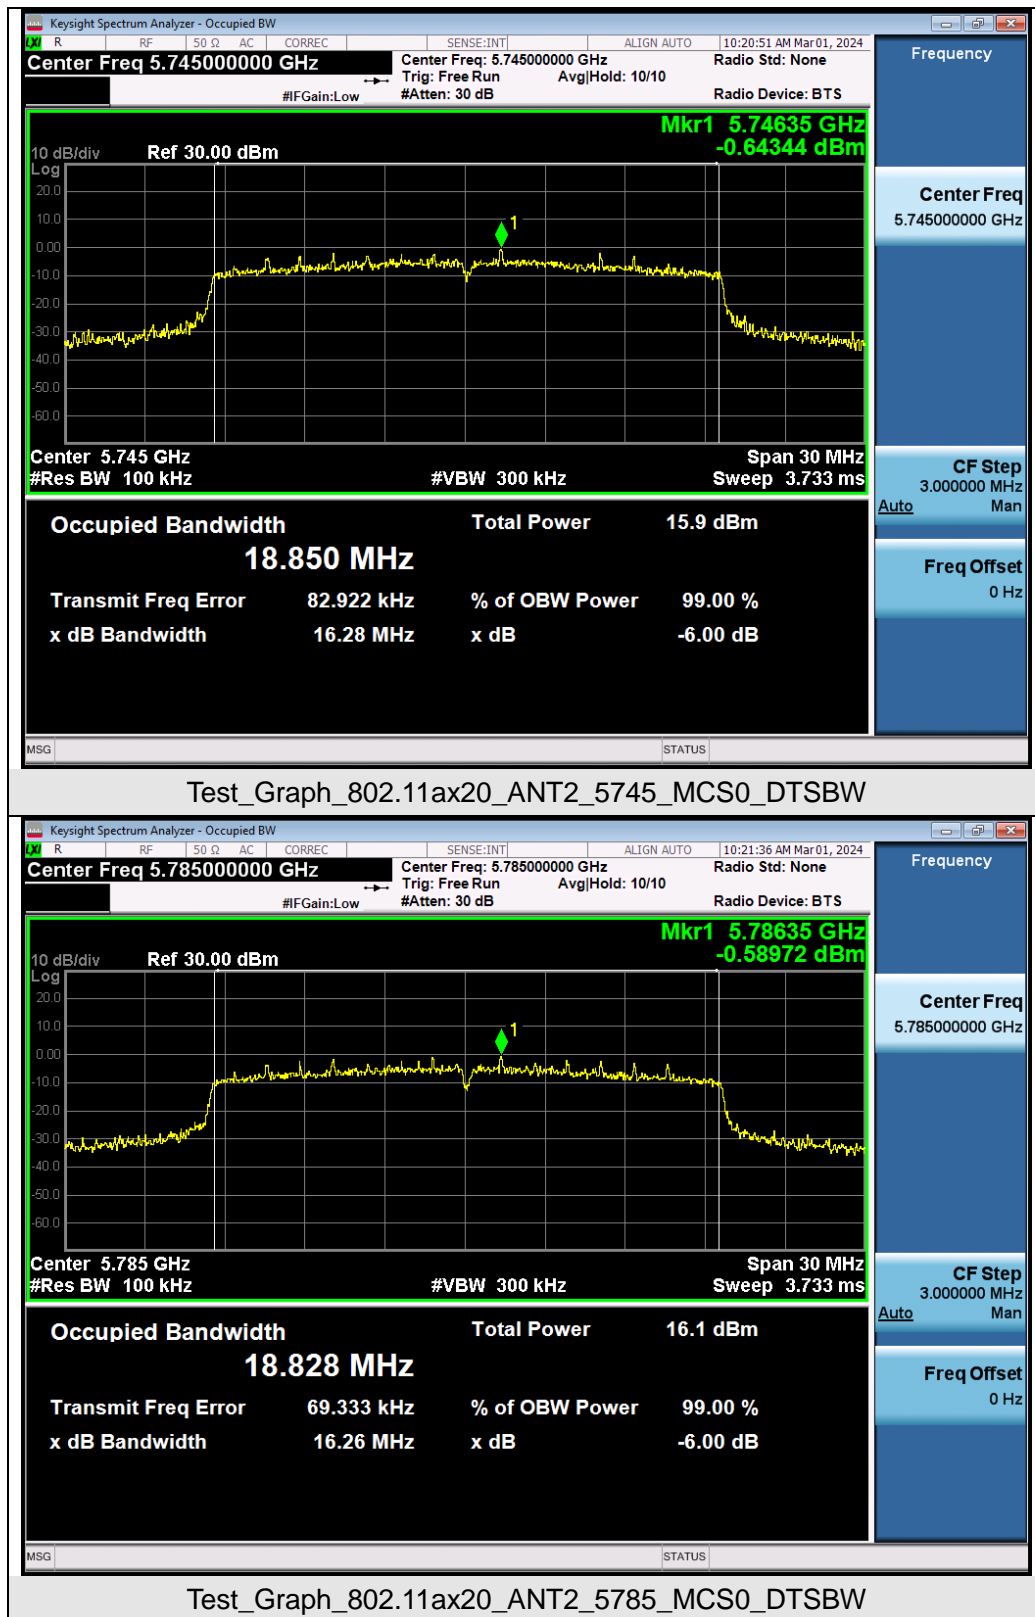 Keysight Spectrum Analyzer - Occupied BW
LXI R RF 50 Ω AC CORREC SENSE:INT ALIGN AUTO 10:20:51 AM Mar 01, 2024
Center Freq 5.745000000 GHz
Center Freq: 5.745000000 GHz
Radio Std: None
Trig: Free Run Avg|Hold: 10/10
#IFGain:Low
#Atten: 30 dB
Radio Device: BTS
Frequency
Mkr1 5.74635 GHz
-0.64344 dBm
10 dB/div
Ref 30.00 dBm
Log
20.0
10.0
0.00
-10.0
-20.0
-30.0
-40.0
-50.0
-60.0
1
Center 5.745 GHz
Span 30 MHz
#Res BW 100 kHz
#VBW 300 kHz
Sweep 3.733 ms
Center Freq
5.745000000 GHz
CF Step
3.000000 MHz
Auto Man
Freq Offset
0 Hz
Occupied Bandwidth
18.850 MHz
Total Power 15.9 dBm
Transmit Freq Error 82.922 kHz
% of OBW Power 99.00 %
x dB Bandwidth 16.28 MHz
x dB -6.00 dB
MSG STATUS
Test_Graph_802.11ax20_ANT2_5745_MCS0_DTSBW
Keysight Spectrum Analyzer - Occupied BW
LXI R RF 50 Ω AC CORREC SENSE:INT ALIGN AUTO 10:21:36 AM Mar 01, 2024
Center Freq 5.785000000 GHz
Center Freq: 5.785000000 GHz
Radio Std: None
Trig: Free Run Avg|Hold: 10/10
#IFGain:Low
#Atten: 30 dB
Radio Device: BTS
Frequency
Mkr1 5.78635 GHz
-0.58972 dBm
10 dB/div
Ref 30.00 dBm
Log
20.0
10.0
0.00
-10.0
-20.0
-30.0
-40.0
-50.0
-60.0
1
Center 5.785 GHz
Span 30 MHz
#Res BW 100 kHz
#VBW 300 kHz
Sweep 3.733 ms
Center Freq
5.785000000 GHz
CF Step
3.000000 MHz
Auto Man
Freq Offset
0 Hz
Occupied Bandwidth
18.828 MHz
Total Power 16.1 dBm
Transmit Freq Error 69.333 kHz
% of OBW Power 99.00 %
x dB Bandwidth 16.26 MHz
x dB -6.00 dB
MSG STATUS
Test_Graph_802.11ax20_ANT2_5785_MCS0_DTSBW